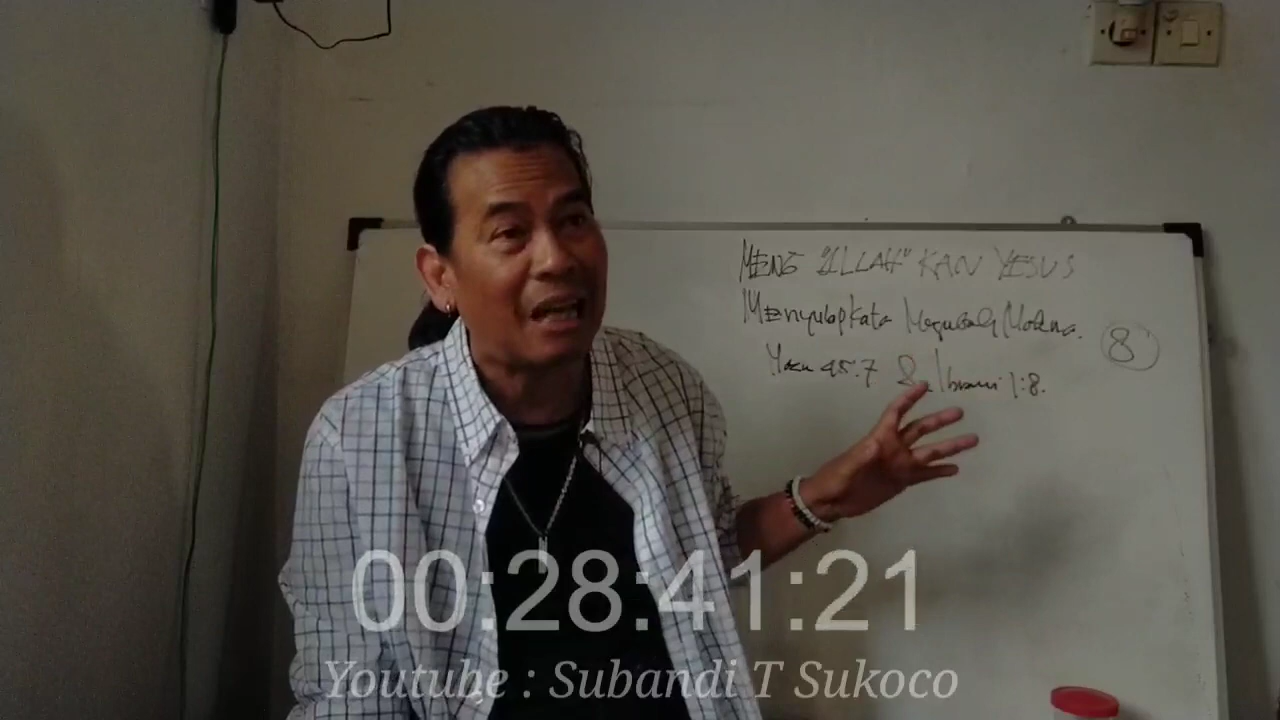 MENG "ILLAH" KAN YESUS
Menyulap kata Mengubah Makna.
8
Yoh 45:7 & Ibrani 1:8.
00:28:41:21
Youtube : Subandi T Sukoco